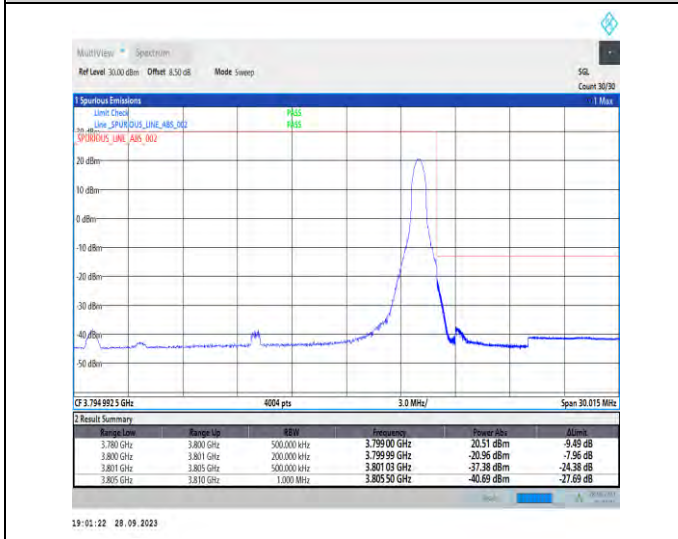 MultiView Spectrum
Ref Level 30.00 dBm Offset 8.50 dB Mode Sweep SGL
Count 30/30
1 Spurious Emissions 1 Max
Limit Check PASS
Line _SPURIOUS_LINE_ABS_002 PASS
_SPURIOUS_LINE_ABS_002
20 dBm
10 dBm
0 dBm
-10 dBm
-20 dBm
-30 dBm
-40 dBm
-50 dBm
CF 3.794 992 5 GHz 4004 pts 3.0 MHz/ Span 30.015 MHz
2 Result Summary
Range Low Range Up RBW Frequency Power Abs ΔLimit
3.780 GHz 3.800 GHz 500.000 kHz 3.799 00 GHz 20.51 dBm -9.49 dB
3.800 GHz 3.801 GHz 200.000 kHz 3.799 99 GHz -20.96 dBm -7.96 dB
3.801 GHz 3.805 GHz 500.000 kHz 3.801 03 GHz -37.38 dBm -24.38 dB
3.805 GHz 3.810 GHz 1.000 MHz 3.805 50 GHz -40.69 dBm -27.69 dB
19:01:22 28.09.2023